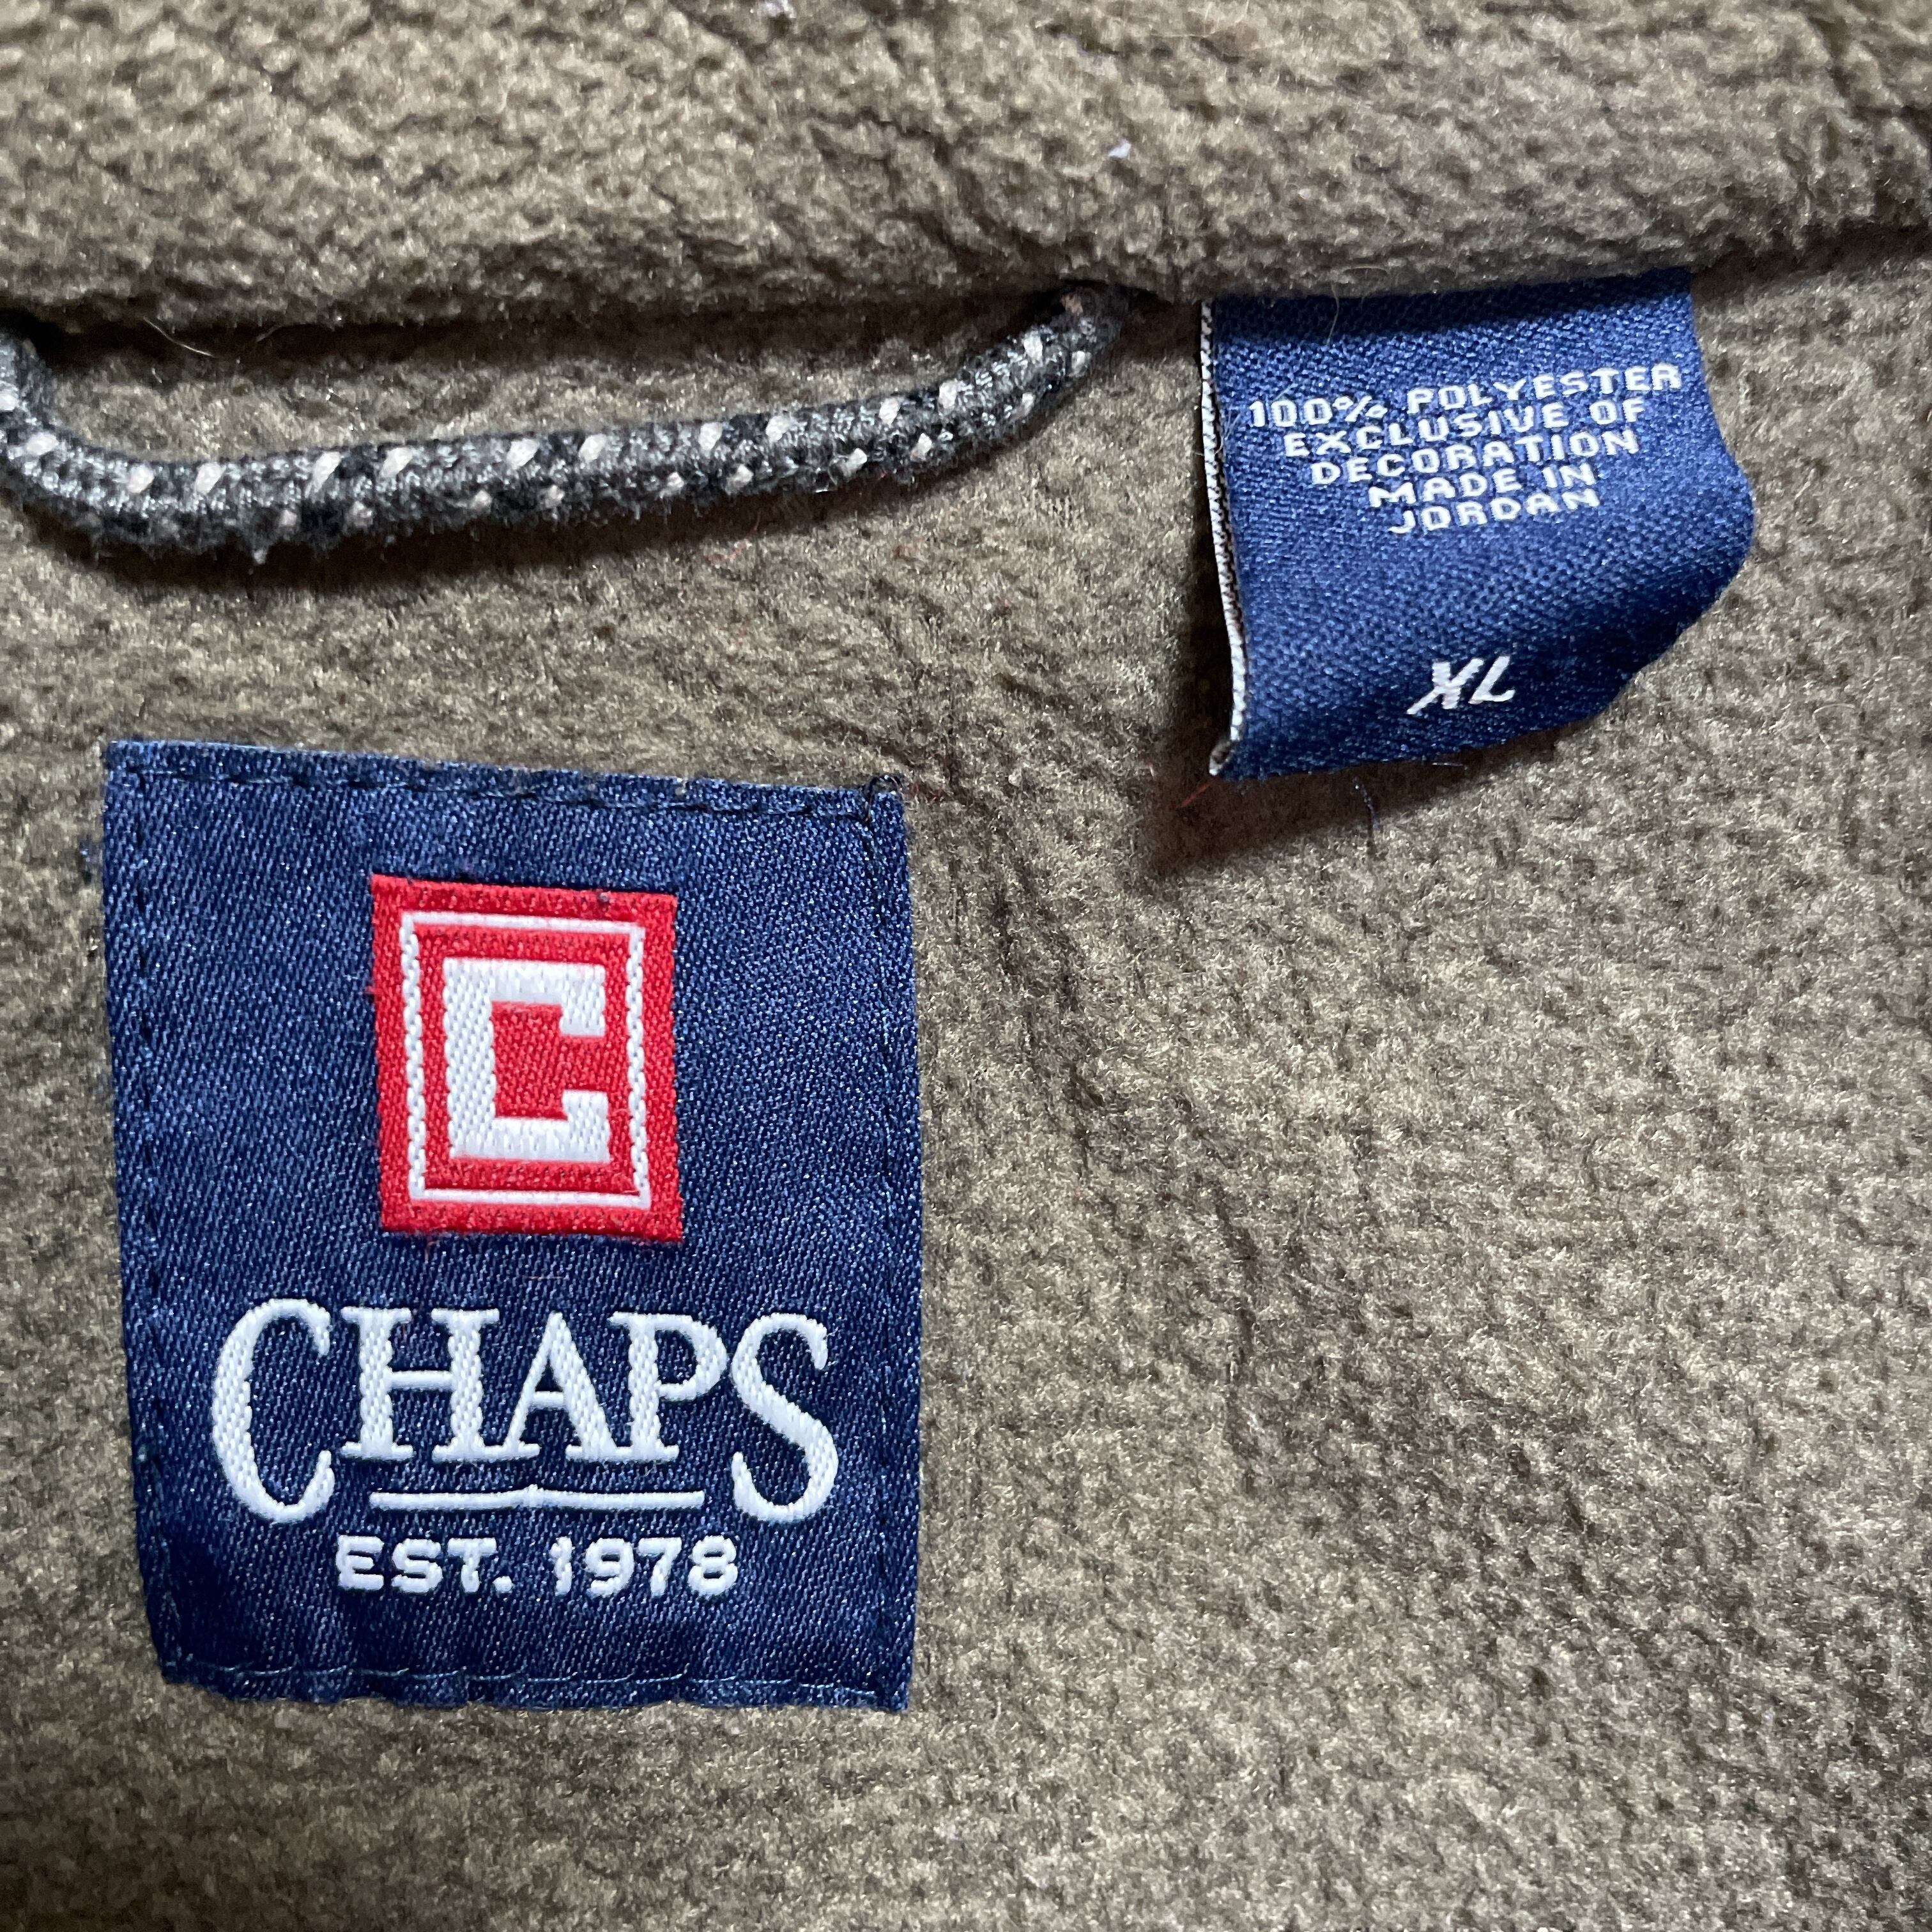 100% POLYESTER
EXCLUSIVE OF
DECORATION
MADE IN
JORDAN
XL
C
CHAPS
EST. 1978